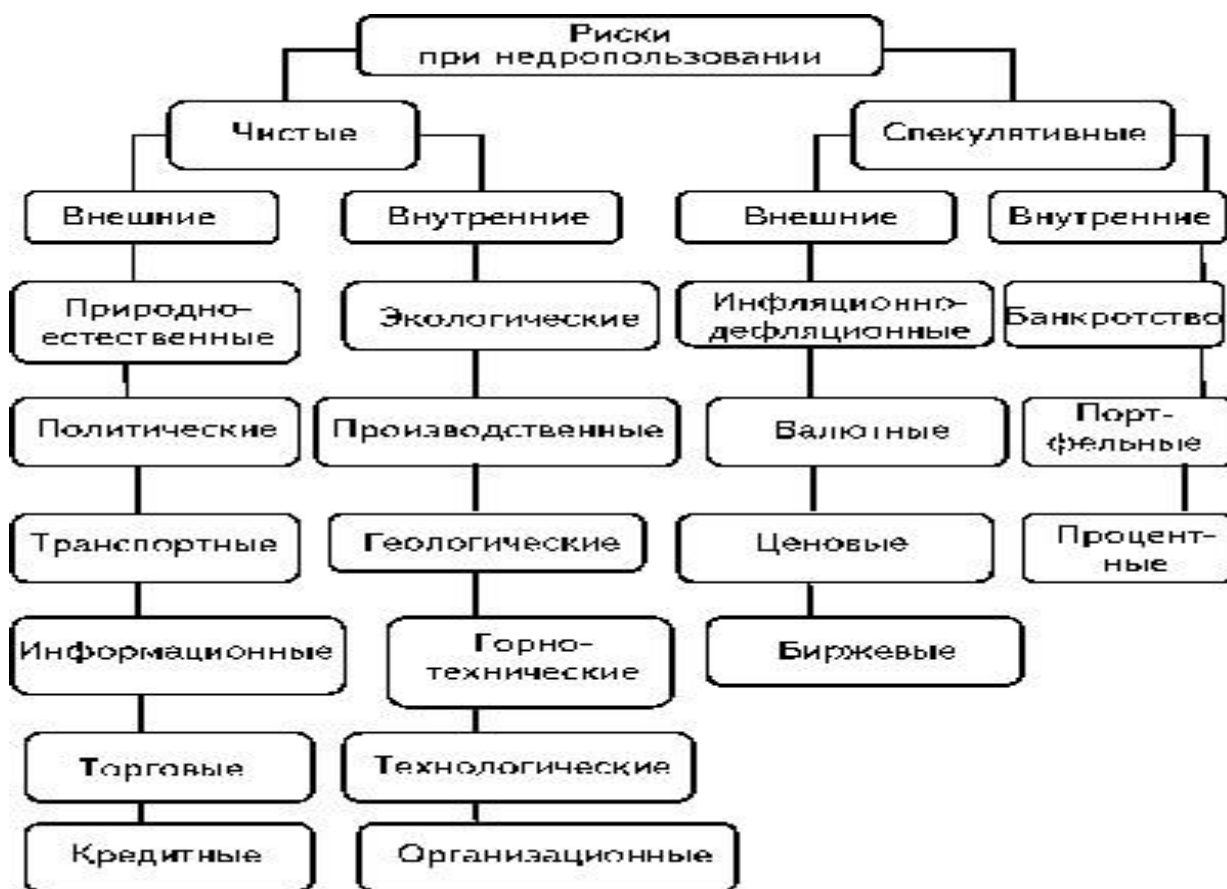 Риски
при недропользовании
Чистые
Спекулятивные
Внешние
Внутренние
Внешние
Внутренние
Природно-
естественные
Экологические
Инфляционно-
дефляционные
Банкротство
Политические
Производственные
Валютные
Порт-
фельные
Транспортные
Геологические
Ценовые
Процент-
ные
Информационные
Горно-
технические
Биржевые
Торговые
Технологические
Кредитные
Организационные